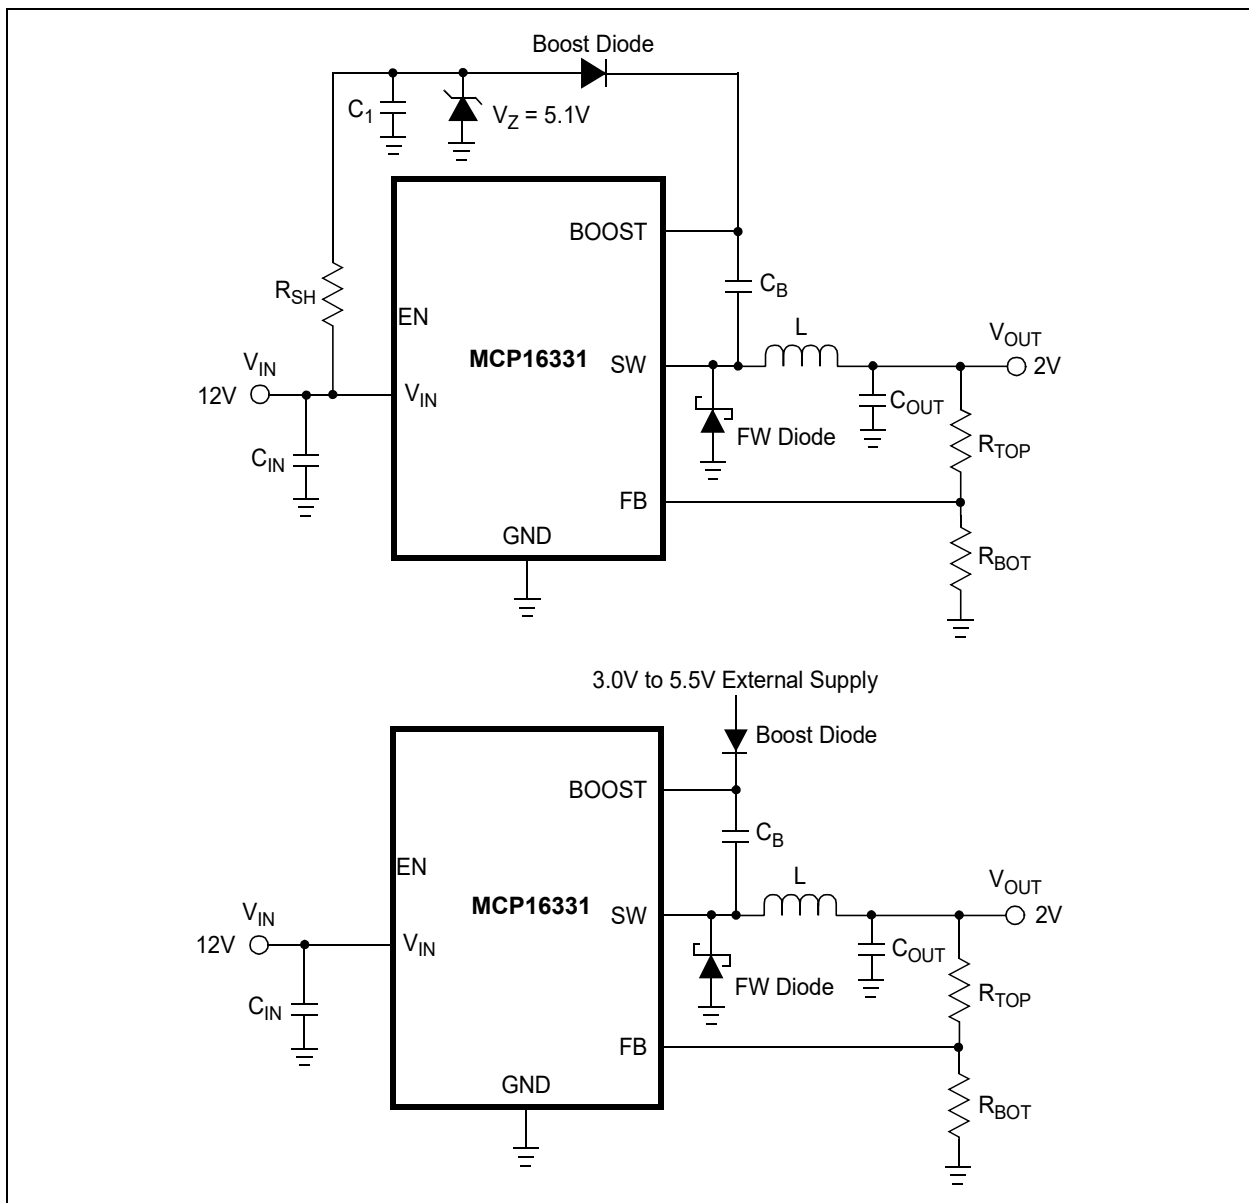 Boost Diode
C1
VZ = 5.1V
BOOST
CB
RSH
EN
MCP16331
SW
L
VOUT
2V
VIN
12V
VIN
COUT
FW Diode
RTOP
CIN
FB
GND
RBOT
3.0V to 5.5V External Supply
Boost Diode
BOOST
CB
EN
MCP16331
SW
L
VOUT
2V
VIN
12V
VIN
COUT
FW Diode
RTOP
CIN
FB
GND
RBOT